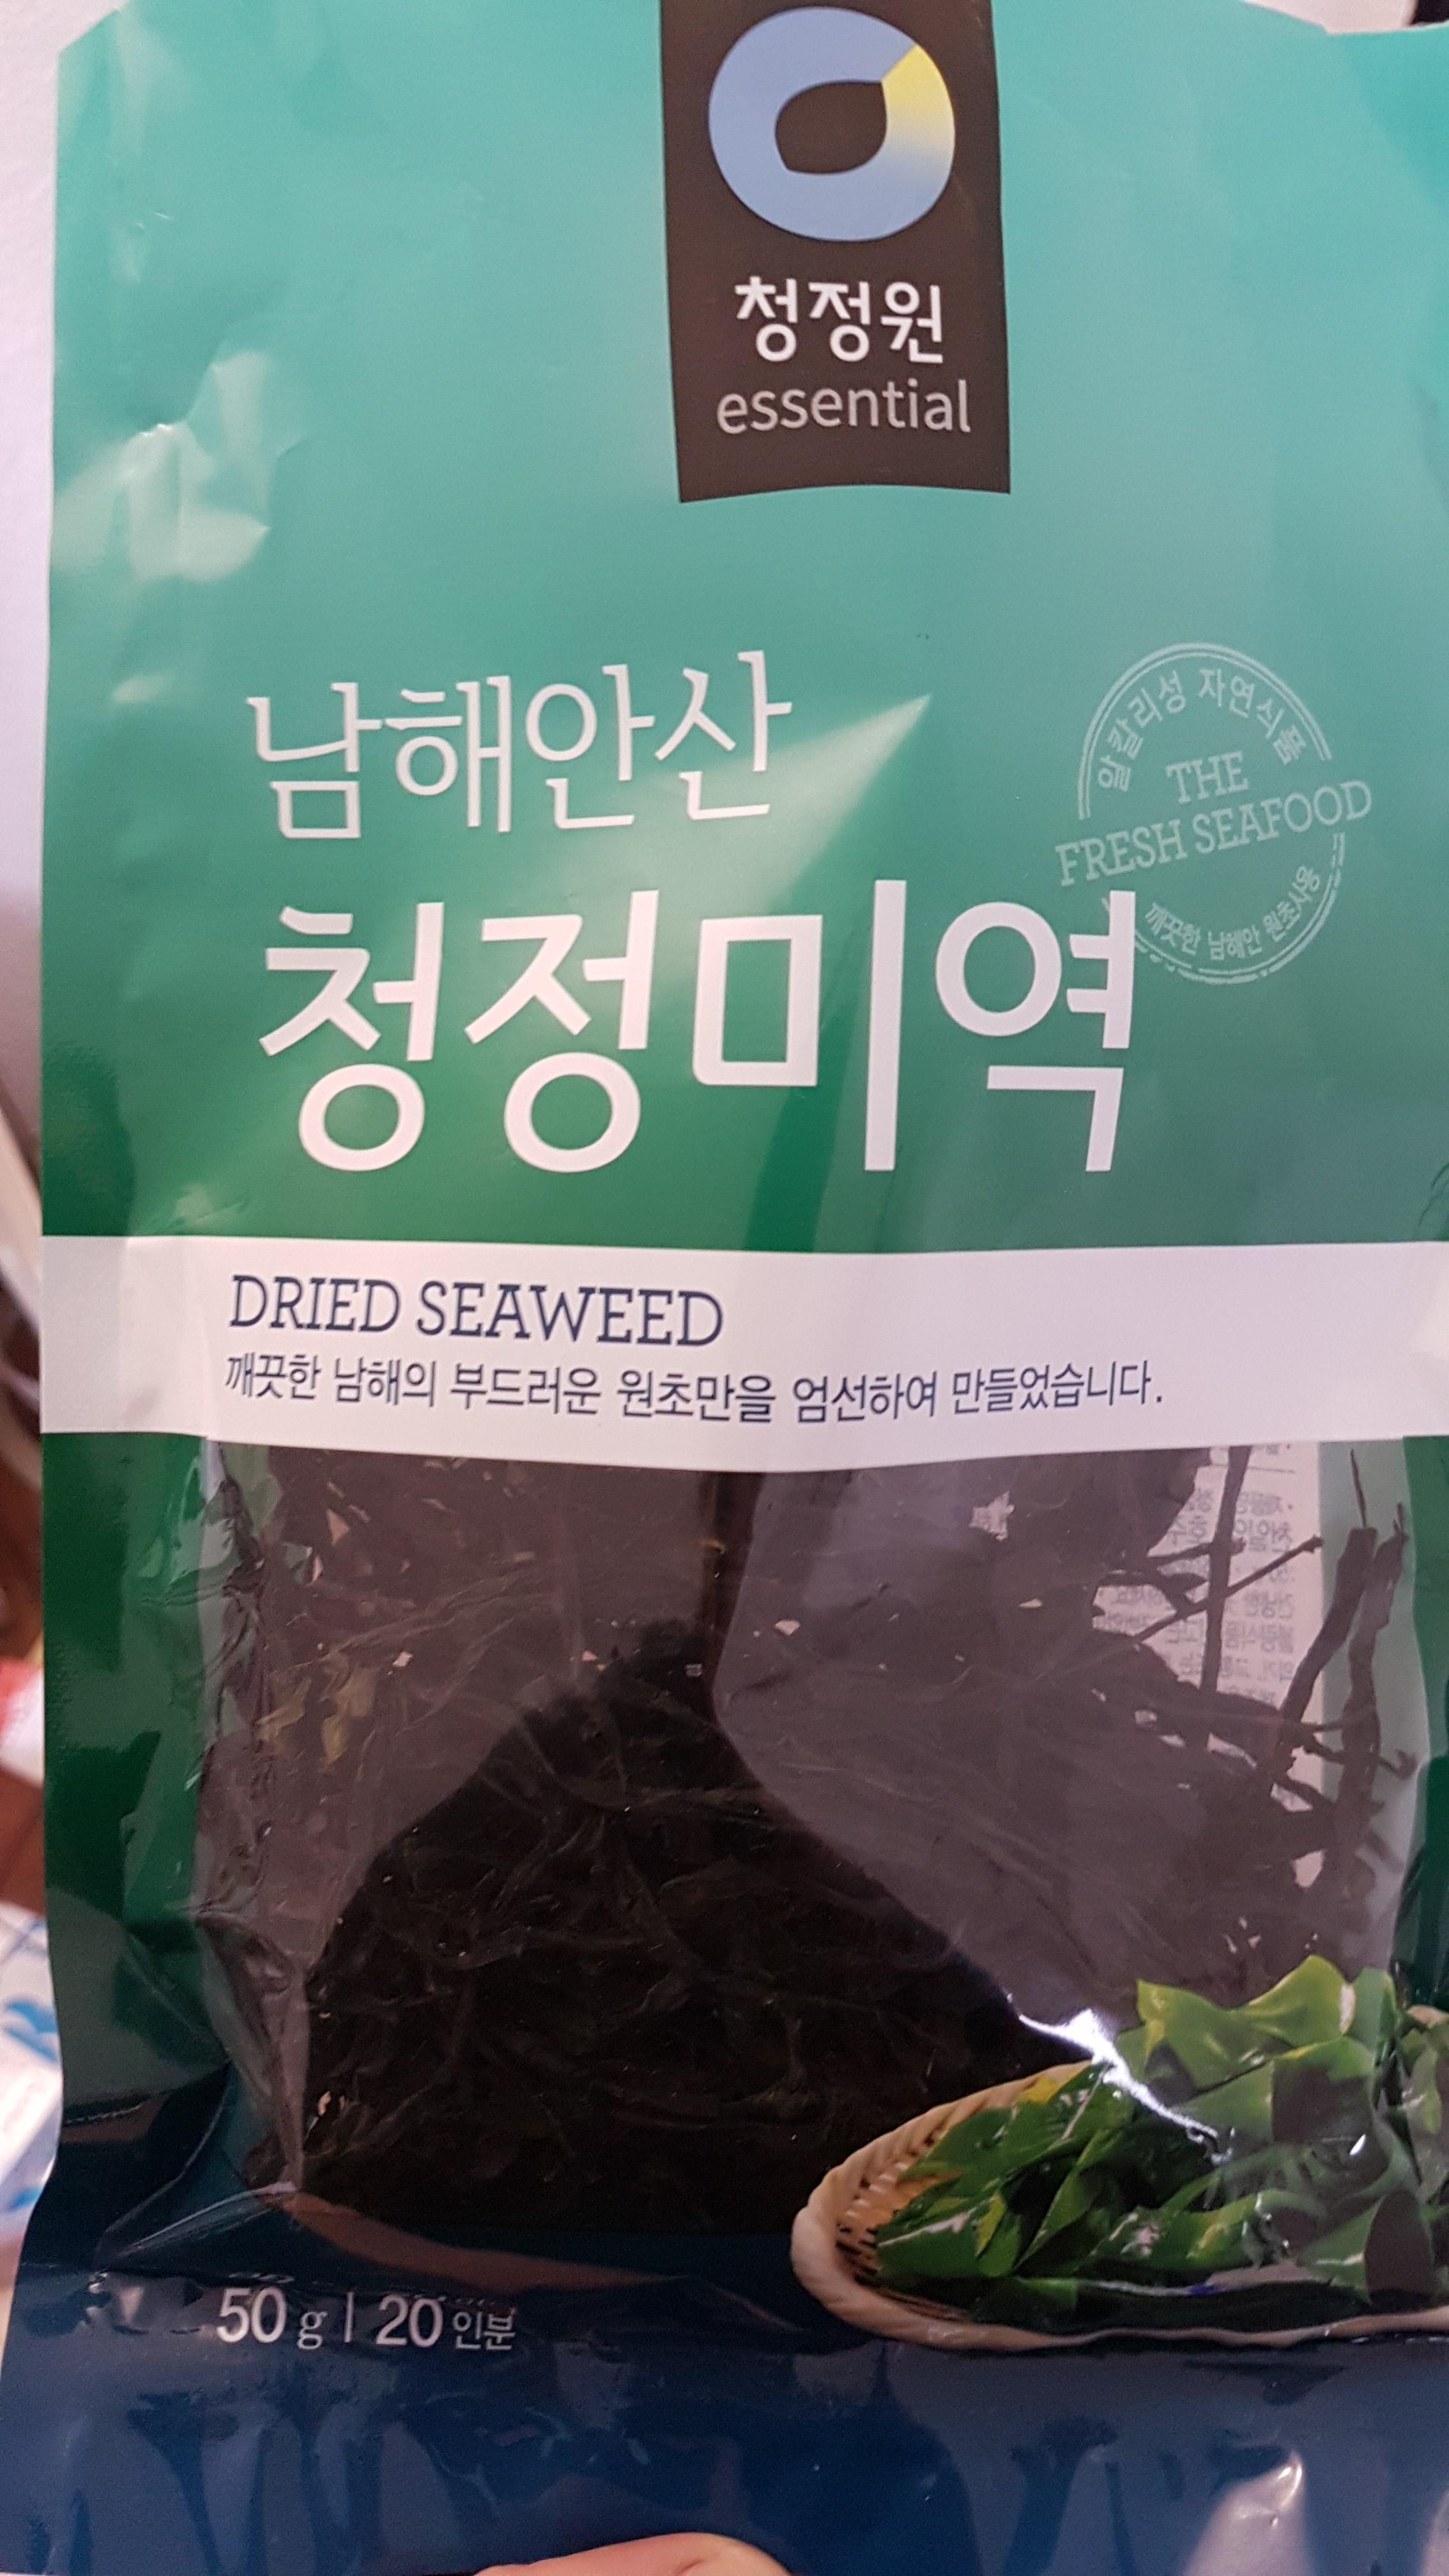 청정원
essential
남해안산
알칼리성 자연식품
THE
FRESH SEAFOOD
깨끗한 남해안 원초사용
청정미역
DRIED SEAWEED
깨끗한 남해의 부드러운 원초만을 엄선하여 만들었습니다.
50 g | 20 인분